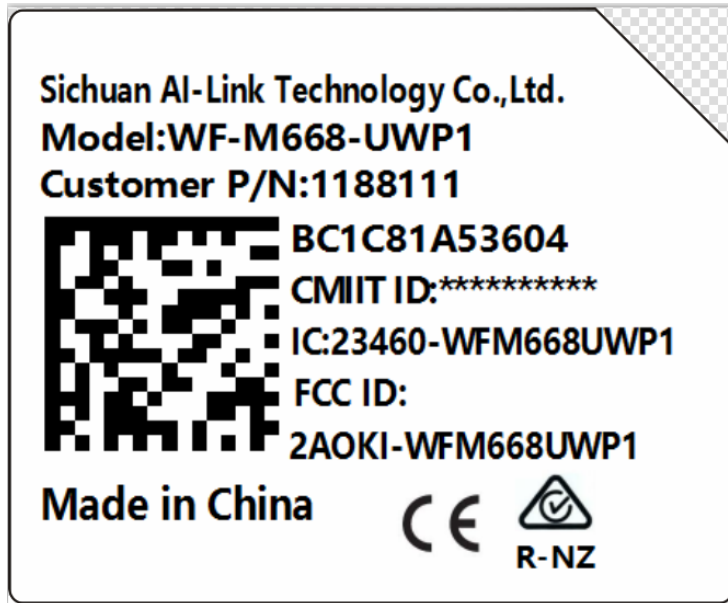 Sichuan AI-Link Technology Co.,Ltd.
Model:WF-M668-UWP1
Customer P/N:1188111
BC1C81A53604
CMIIT ID:**********
IC:23460-WFM668UWP1
FCC ID:
2AOKI-WFM668UWP1
Made in China
CE
R-NZ